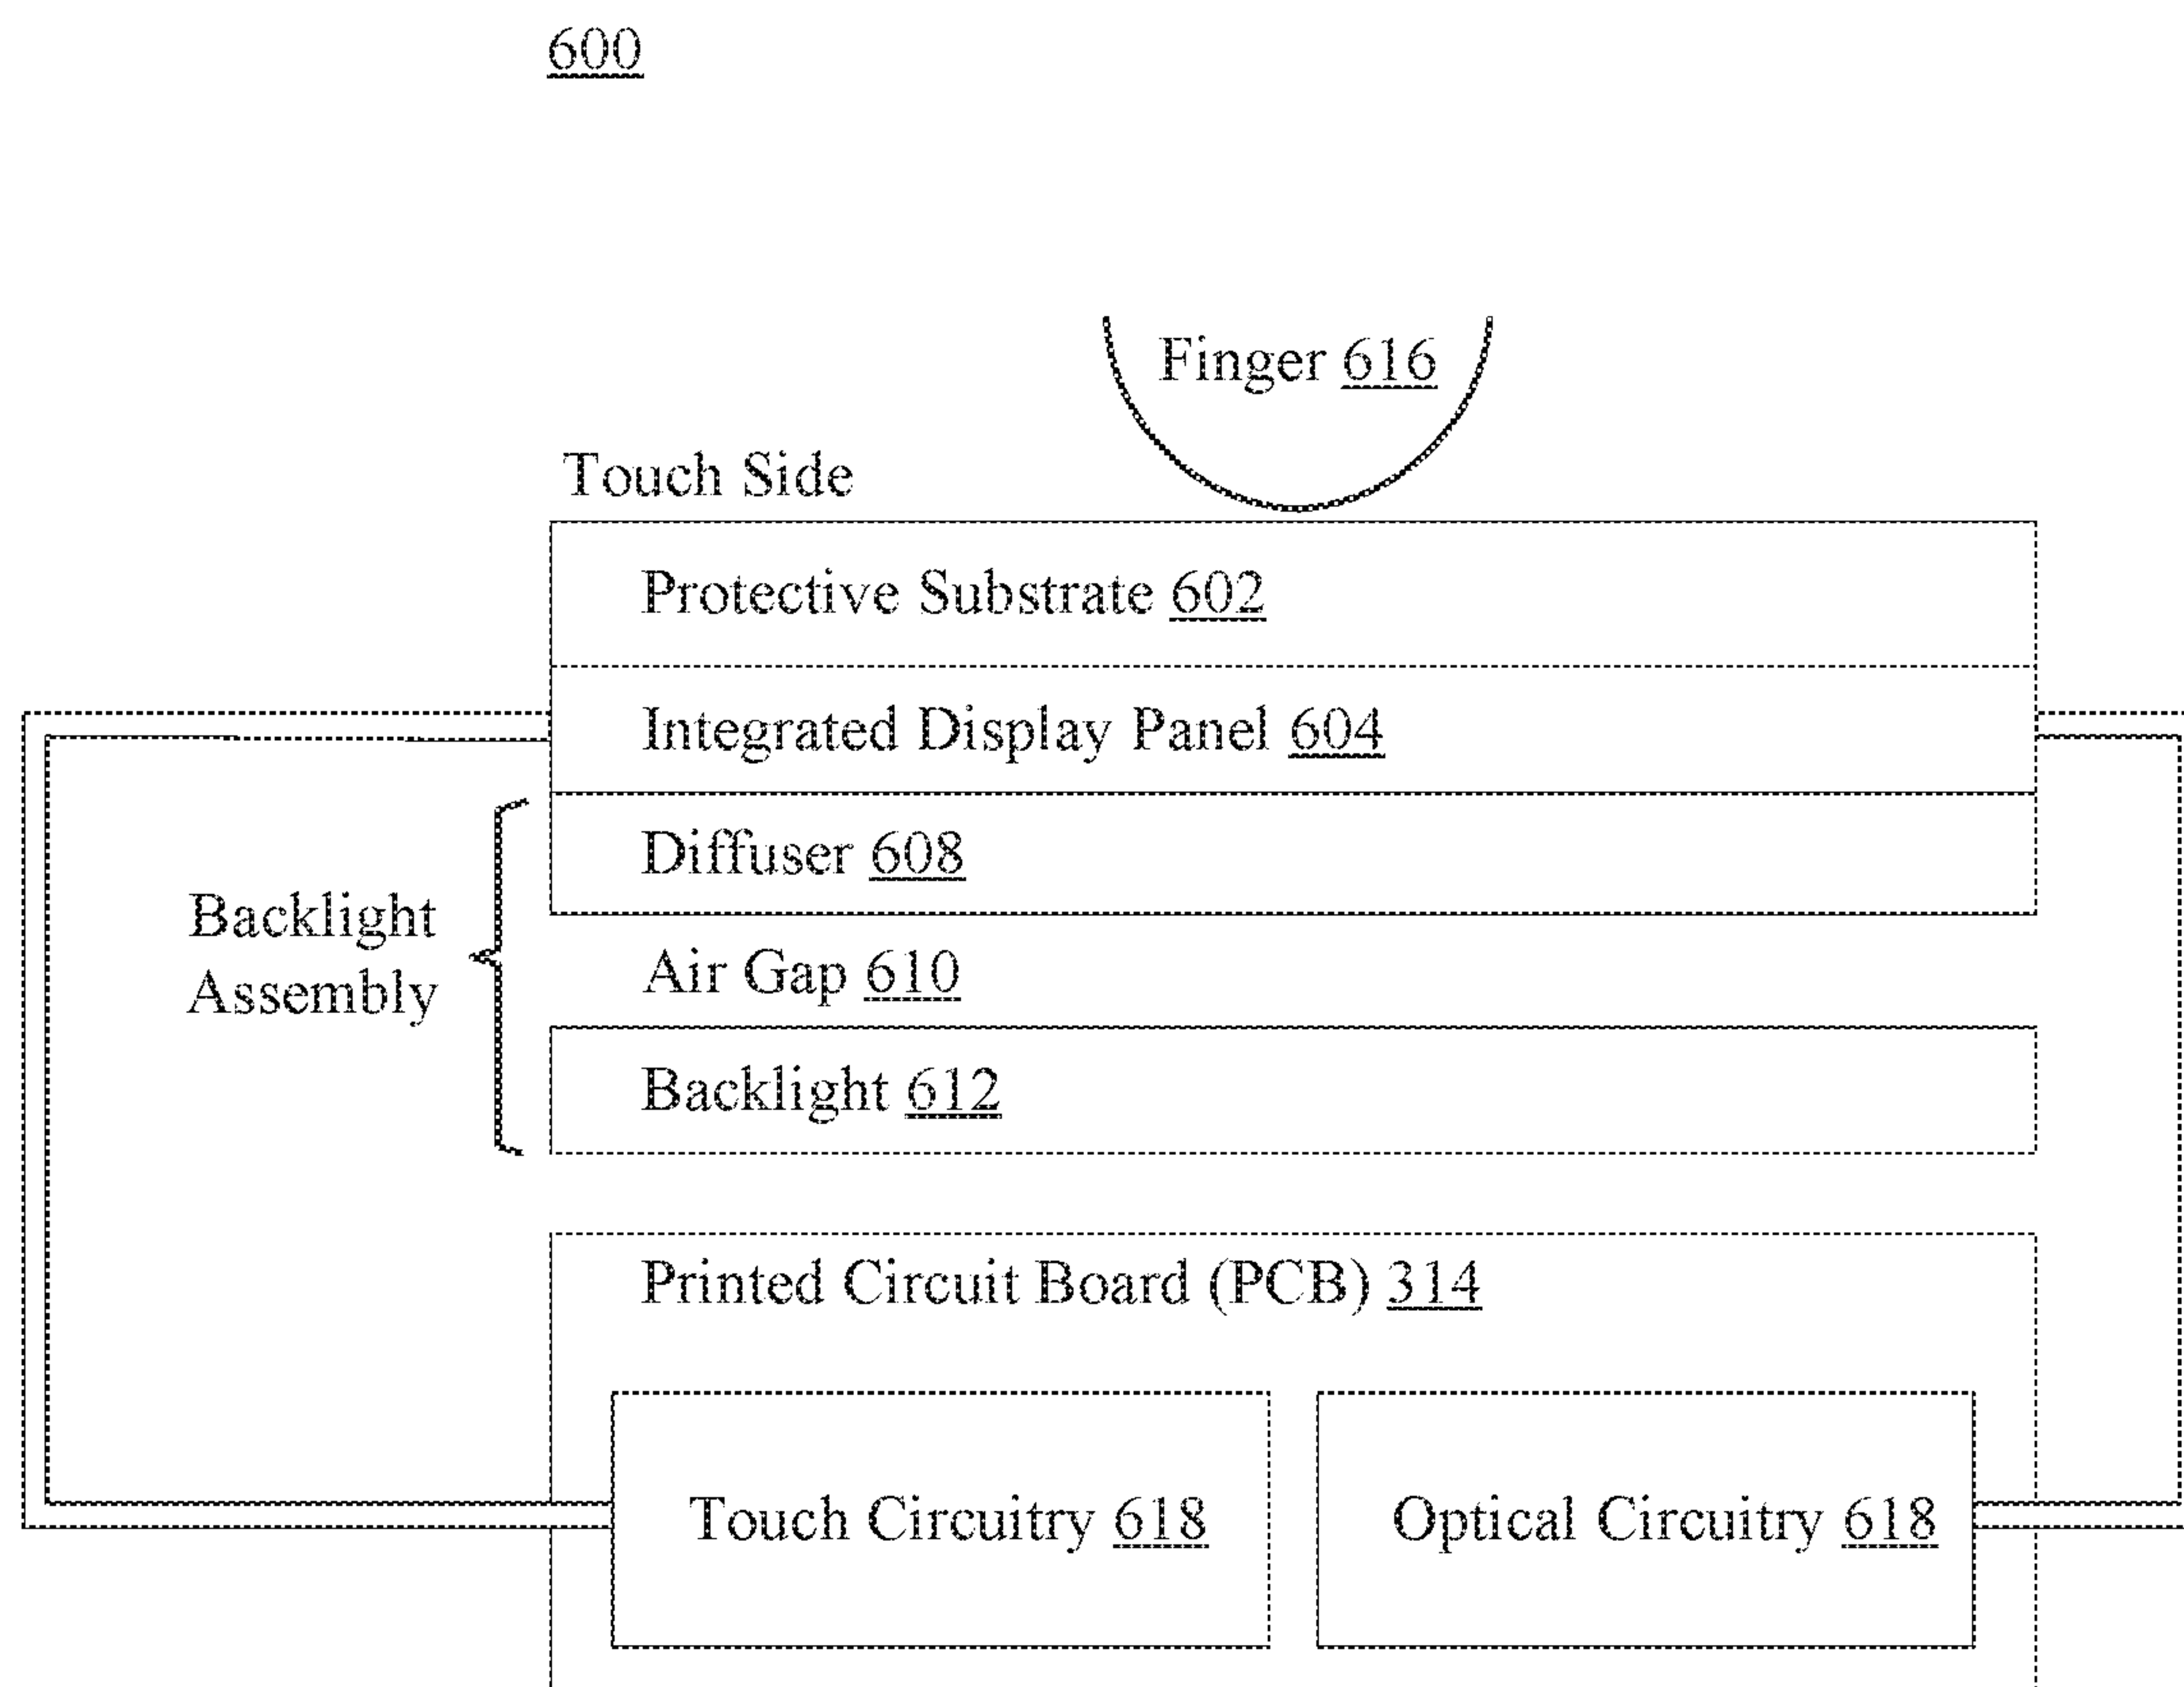 600
Finger 616
Touch Side
Protective Substrate 602
Integrated Display Panel 604
Diffuser 608
Backlight
Assembly
Air Gap 610
Backlight 612
Printed Circuit Board (PCB) 314
Touch Circuitry 618
Optical Circuitry 618